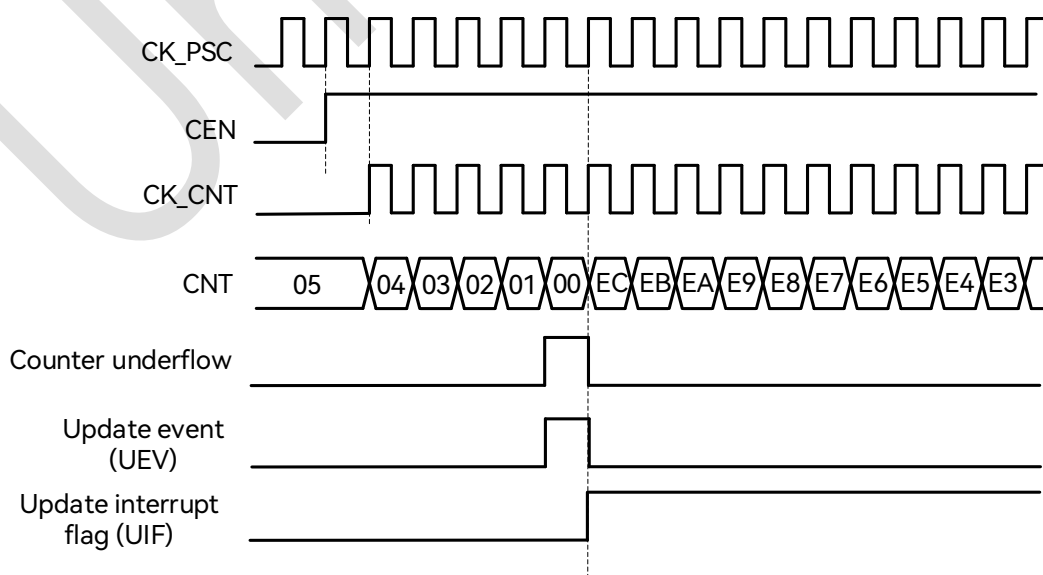 CK_PSC
CEN
CK_CNT
CNT 05 04 03 02 01 00 EC EB EA E9 E8 E7 E6 E5 E4 E3
Counter underflow
Update event
(UEV)
Update interrupt
flag (UIF)